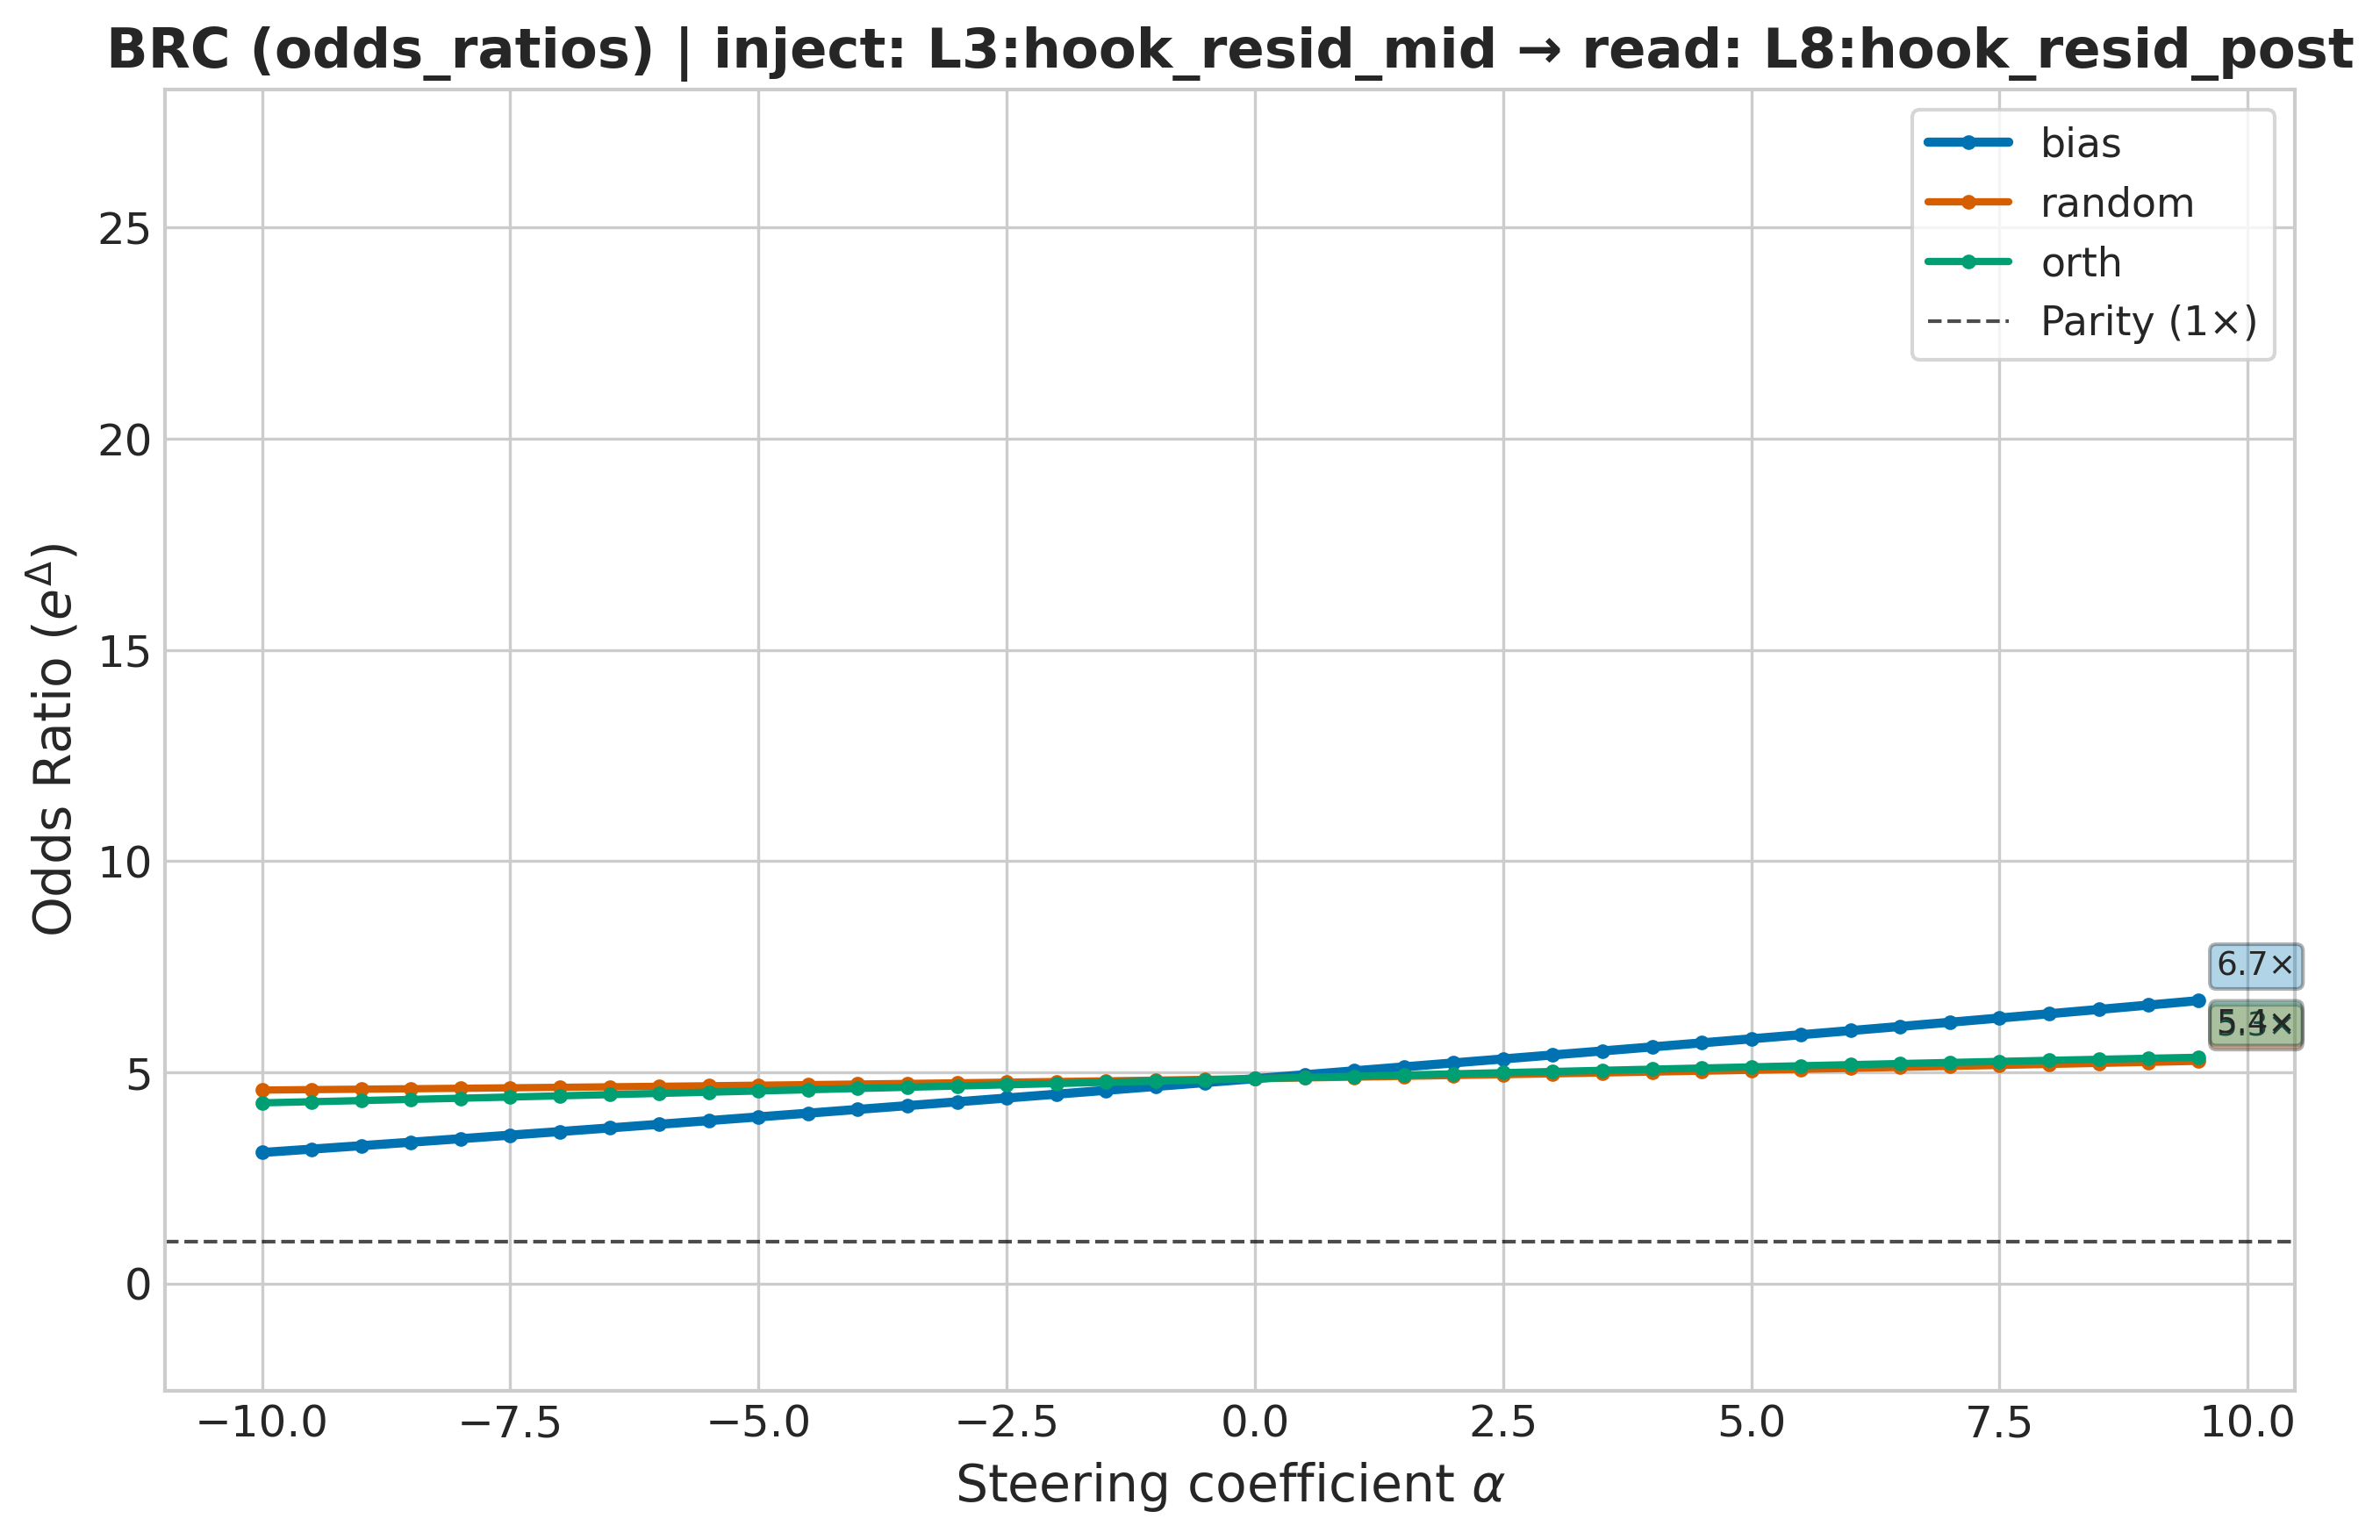 BRC (odds_ratios) | inject: L3:hook_resid_mid → read: L8:hook_resid_post
bias
random
orth
Parity (1×)
25
20
15
10
5
0
Odds Ratio (e^Δ)
6.7×
5.4×
−10.0 −7.5 −5.0 −2.5 0.0 2.5 5.0 7.5 10.0
Steering coefficient α